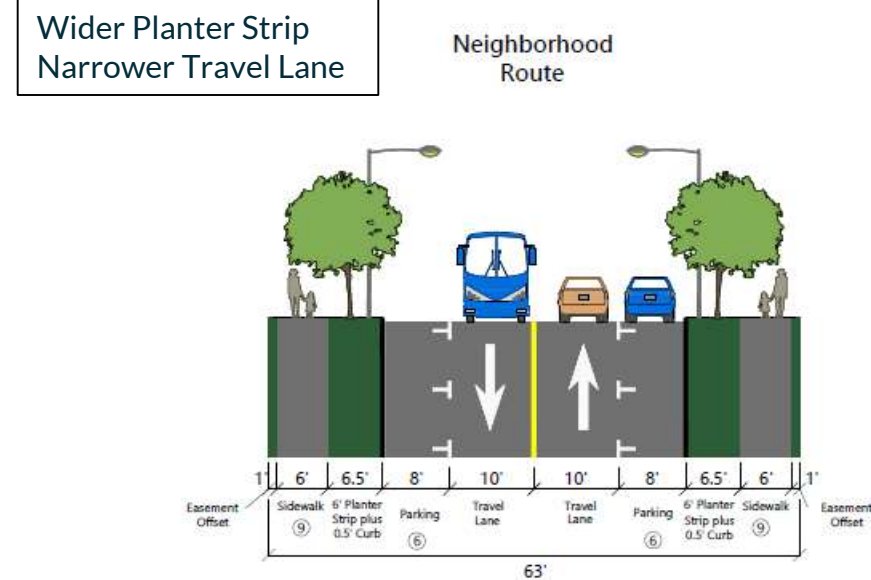 Wider Planter Strip
Narrower Travel Lane
Neighborhood
Route
1' 6' 6.5' 8' 10' 10' 8' 6.5' 6' 1'
Easement
Offset
Sidewalk
⑨
6' Planter
Strip plus
0.5' Curb
Parking
⑥
Travel
Lane
Travel
Lane
Parking
⑥
6' Planter
Strip plus
0.5' Curb
Sidewalk
⑨
Easement
Offset
63'